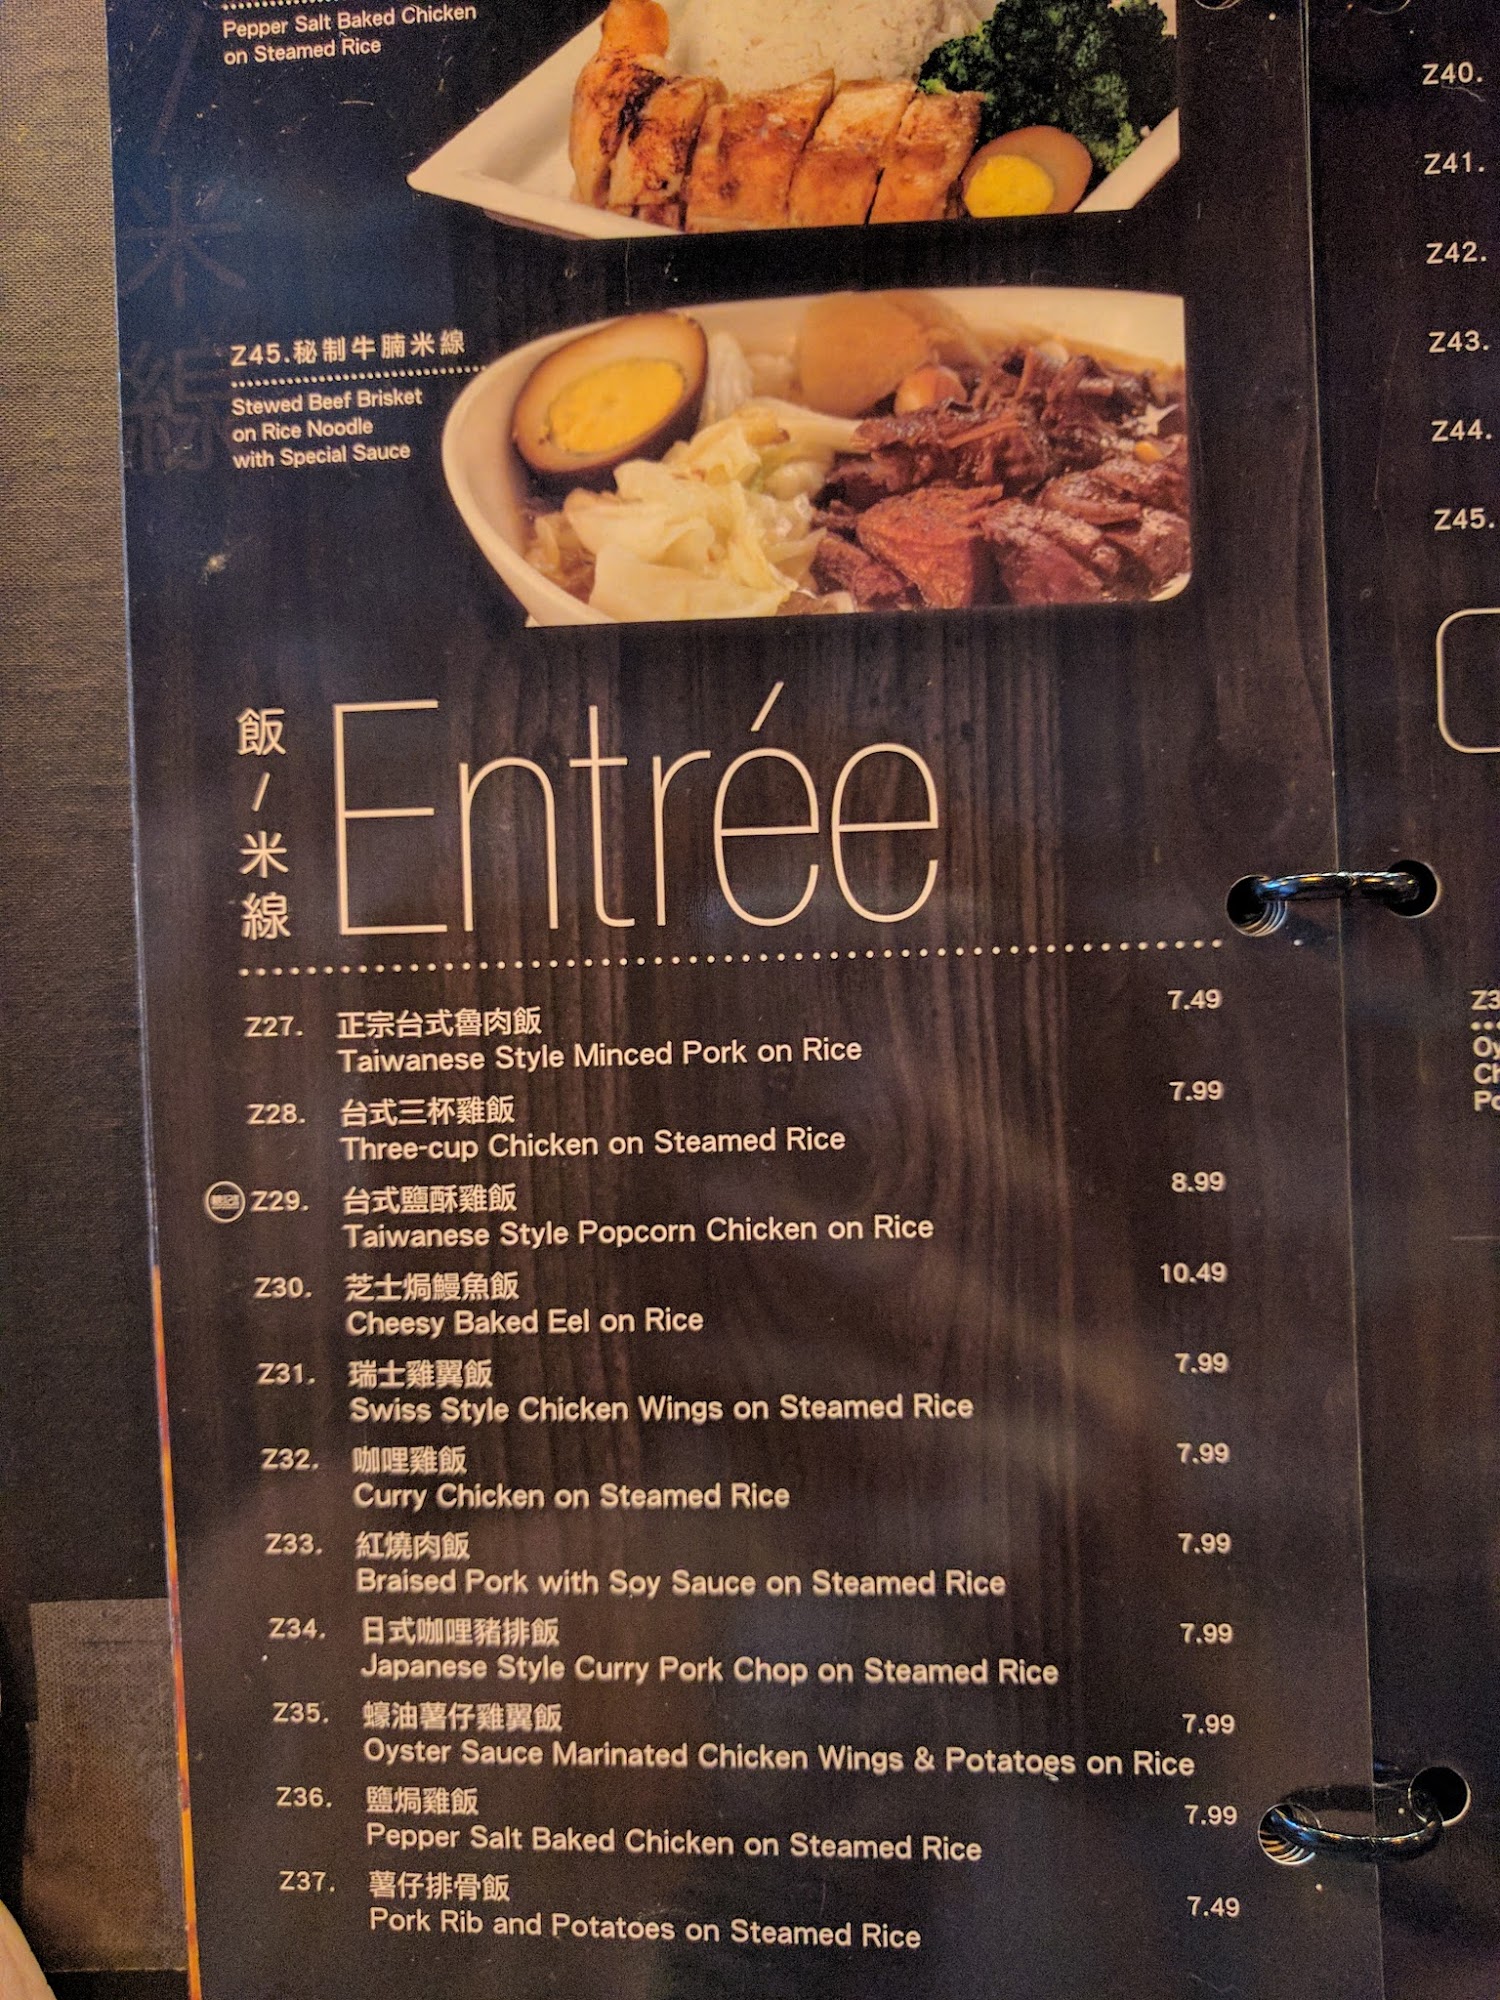 Pepper Salt Baked Chicken
on Steamed Rice
Z45.秘制牛腩米線
Stewed Beef Brisket
on Rice Noodle
with Special Sauce
飯/米線
Entrée
Z27. 正宗台式魯肉飯 7.49
Taiwanese Style Minced Pork on Rice
Z28. 台式三杯雞飯 7.99
Three-cup Chicken on Steamed Rice
Z29. 台式鹽酥雞飯 8.99
Taiwanese Style Popcorn Chicken on Rice
Z30. 芝士焗鰻魚飯 10.49
Cheesy Baked Eel on Rice
Z31. 瑞士雞翼飯 7.99
Swiss Style Chicken Wings on Steamed Rice
Z32. 咖哩雞飯 7.99
Curry Chicken on Steamed Rice
Z33. 紅燒肉飯 7.99
Braised Pork with Soy Sauce on Steamed Rice
Z34. 日式咖哩豬排飯 7.99
Japanese Style Curry Pork Chop on Steamed Rice
Z35. 蠔油薯仔雞翼飯 7.99
Oyster Sauce Marinated Chicken Wings & Potatoes on Rice
Z36. 鹽焗雞飯 7.99
Pepper Salt Baked Chicken on Steamed Rice
Z37. 薯仔排骨飯 7.49
Pork Rib and Potatoes on Steamed Rice
Z40.
Z41.
Z42.
Z43.
Z44.
Z45.